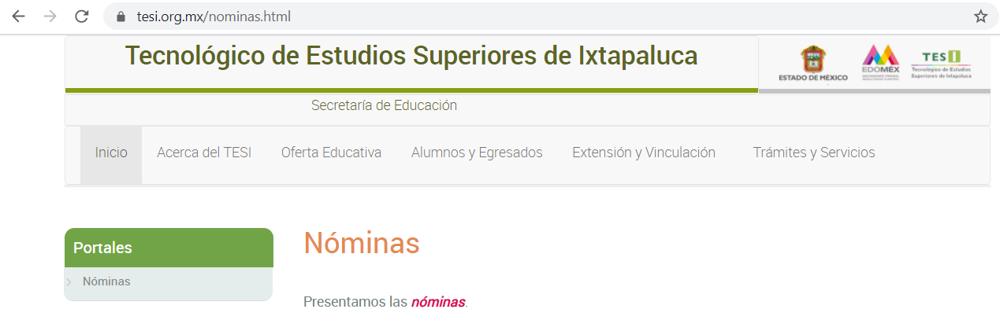 tesi.org.mx/nominas.html
Tecnológico de Estudios Superiores de Ixtapaluca
ESTADO DE MÉXICO
EDOMÉX
DECISIONES FIRMES, RESULTADOS FUERTES.
TESI
Tecnológico de Estudios
Superiores de Ixtapaluca
Secretaría de Educación
Inicio Acerca del TESI Oferta Educativa Alumnos y Egresados Extensión y Vinculación Trámites y Servicios
Portales
Nóminas
Nóminas
Presentamos las nóminas.